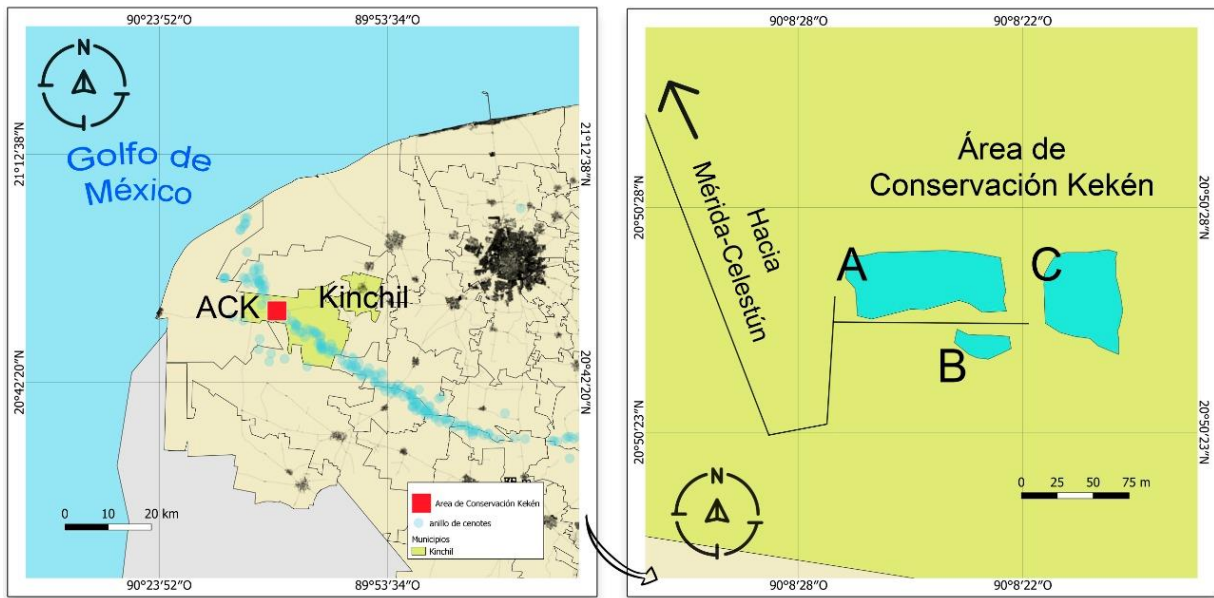 90°23'52"O
89°53'34"O
N
Golfo de
México
21°12'38"N
21°12'38"N
ACK
Kinchil
20°42'20"N
20°42'20"N
0 10 20 km
Area de Conservación Kekén
anillo de cenotes
Municipios
Kinchil
90°23'52"O
89°53'34"O
90°8'28"O
90°8'22"O
Área de
Conservación Kekén
Hacia
Mérida-Celestún
20°50'28"N
20°50'28"N
A
C
B
20°50'23"N
20°50'23"N
N
0 25 50 75 m
90°8'28"O
90°8'22"O